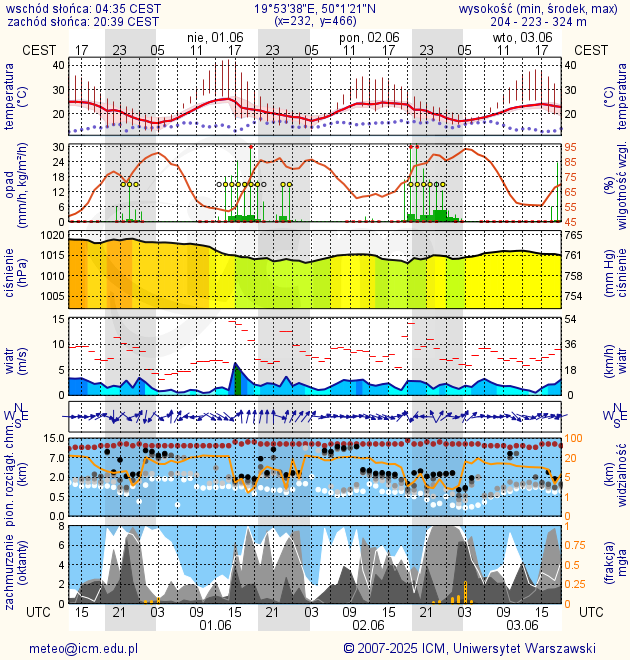 wschód słońca: 04:35 CEST 19°53'38"E, 50°1'21"N wysokość (min, środek, max)
zachód słońca: 20:39 CEST (x=232, y=466) 204 - 223 - 324 m
nie, 01.06 pon, 02.06 wto, 03.06
CEST 17 23 05 11 17 23 05 11 17 23 05 11 17 CEST
temperatura (°C) 40 30 20 40 30 20 (°C) temperatura
opad (mm/h, kg/m²/h) 30 24 18 12 6 0 95 85 75 65 55 45 (%) wilgotność wzgl.
ciśnienie (hPa) 1020 1015 1010 1005 765 761 758 754 (mm Hg) ciśnienie
wiatr (m/s) 15 10 5 0 54 36 18 0 (km/h) wiatr
N W E S N W E S
pion. rozciągł. chm. (km) 15.0 7.0 2.0 0.5 0.0 100 20 5 1 0 (km) widzialność
zachmurzenie (oktanty) 8 6 4 2 0 1 0.75 0.5 0.25 0 (frakcja) mgła
UTC 15 21 03 09 15 21 03 09 15 21 03 09 15 UTC
01.06 02.06 03.06
meteo@icm.edu.pl © 2007-2025 ICM, Uniwersytet Warszawski